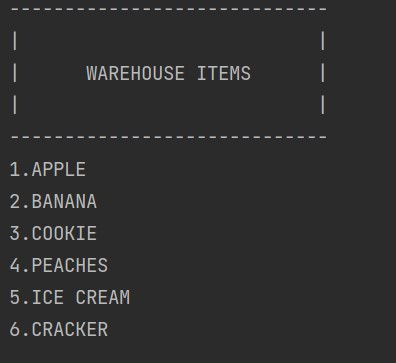 -----------------------------
|                           |
|      WAREHOUSE ITEMS      |
|                           |
-----------------------------
1.APPLE
2.BANANA
3.COOKIE
4.PEACHES
5.ICE CREAM
6.CRACKER